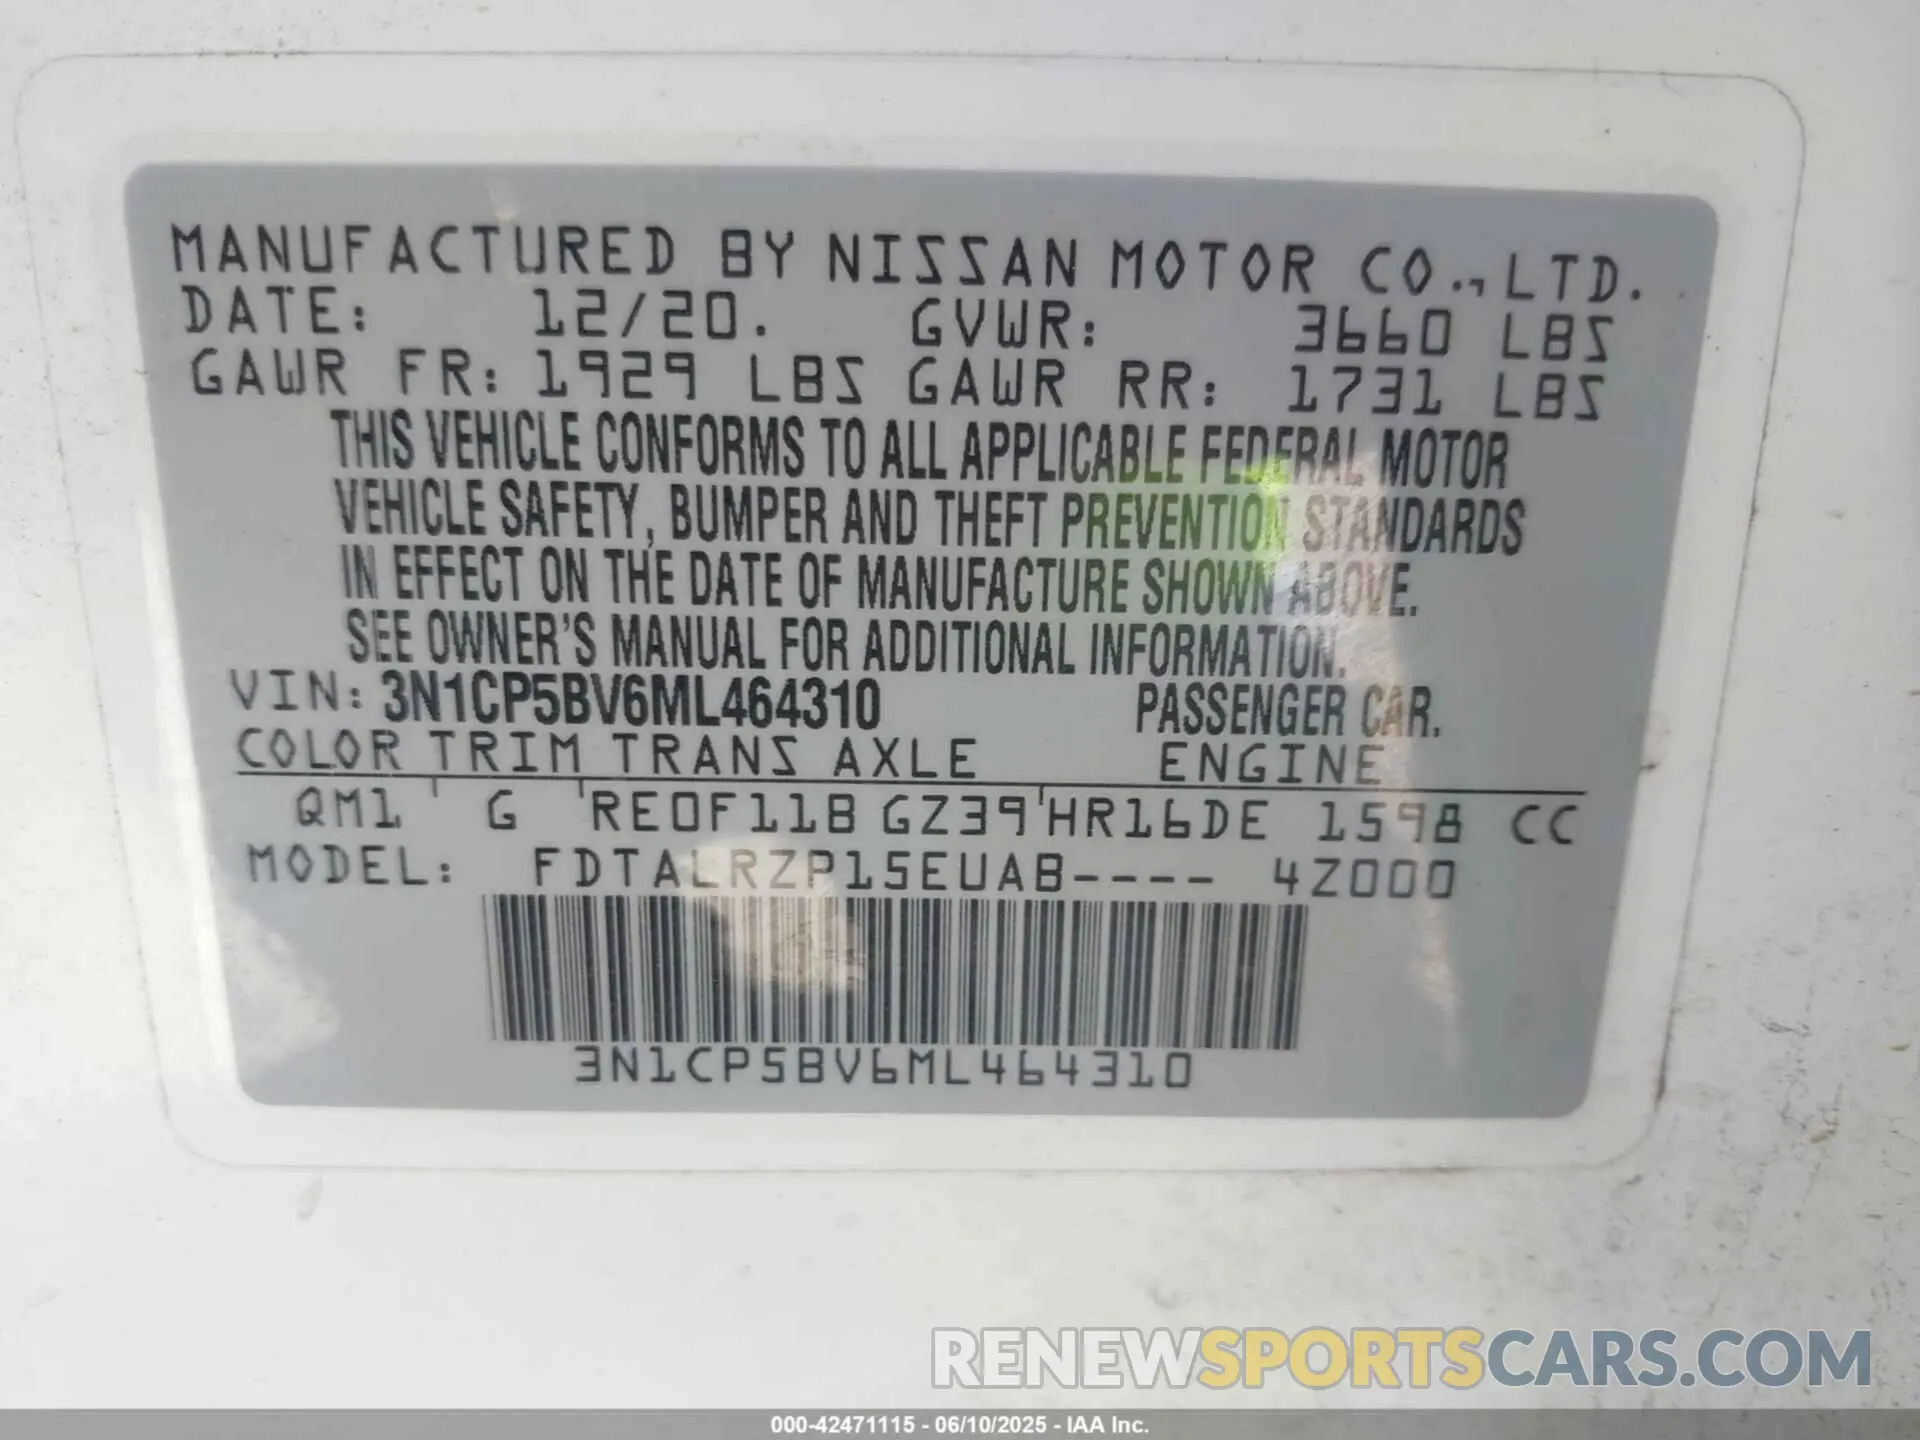 MANUFACTURED BY NISSAN MOTOR CO., LTD.
DATE: 12/20. GVWR: 3660 LBS
GAWR FR: 1929 LBS GAWR RR: 1731 LBS
THIS VEHICLE CONFORMS TO ALL APPLICABLE FEDERAL MOTOR
VEHICLE SAFETY, BUMPER AND THEFT PREVENTION STANDARDS
IN EFFECT ON THE DATE OF MANUFACTURE SHOWN ABOVE.
SEE OWNER'S MANUAL FOR ADDITIONAL INFORMATION.
VIN: 3N1CP5BV6ML464310 PASSENGER CAR.
COLOR TRIM TRANS AXLE ENGINE
QM1 G RE0F11B GZ39 HR16DE 1598 CC
MODEL: FDTALRZP15EUAB---- 4Z000
3N1CP5BV6ML464310
RENEWSPORTSCARS.COM
000-42471115 - 06/10/2025 - IAA Inc.